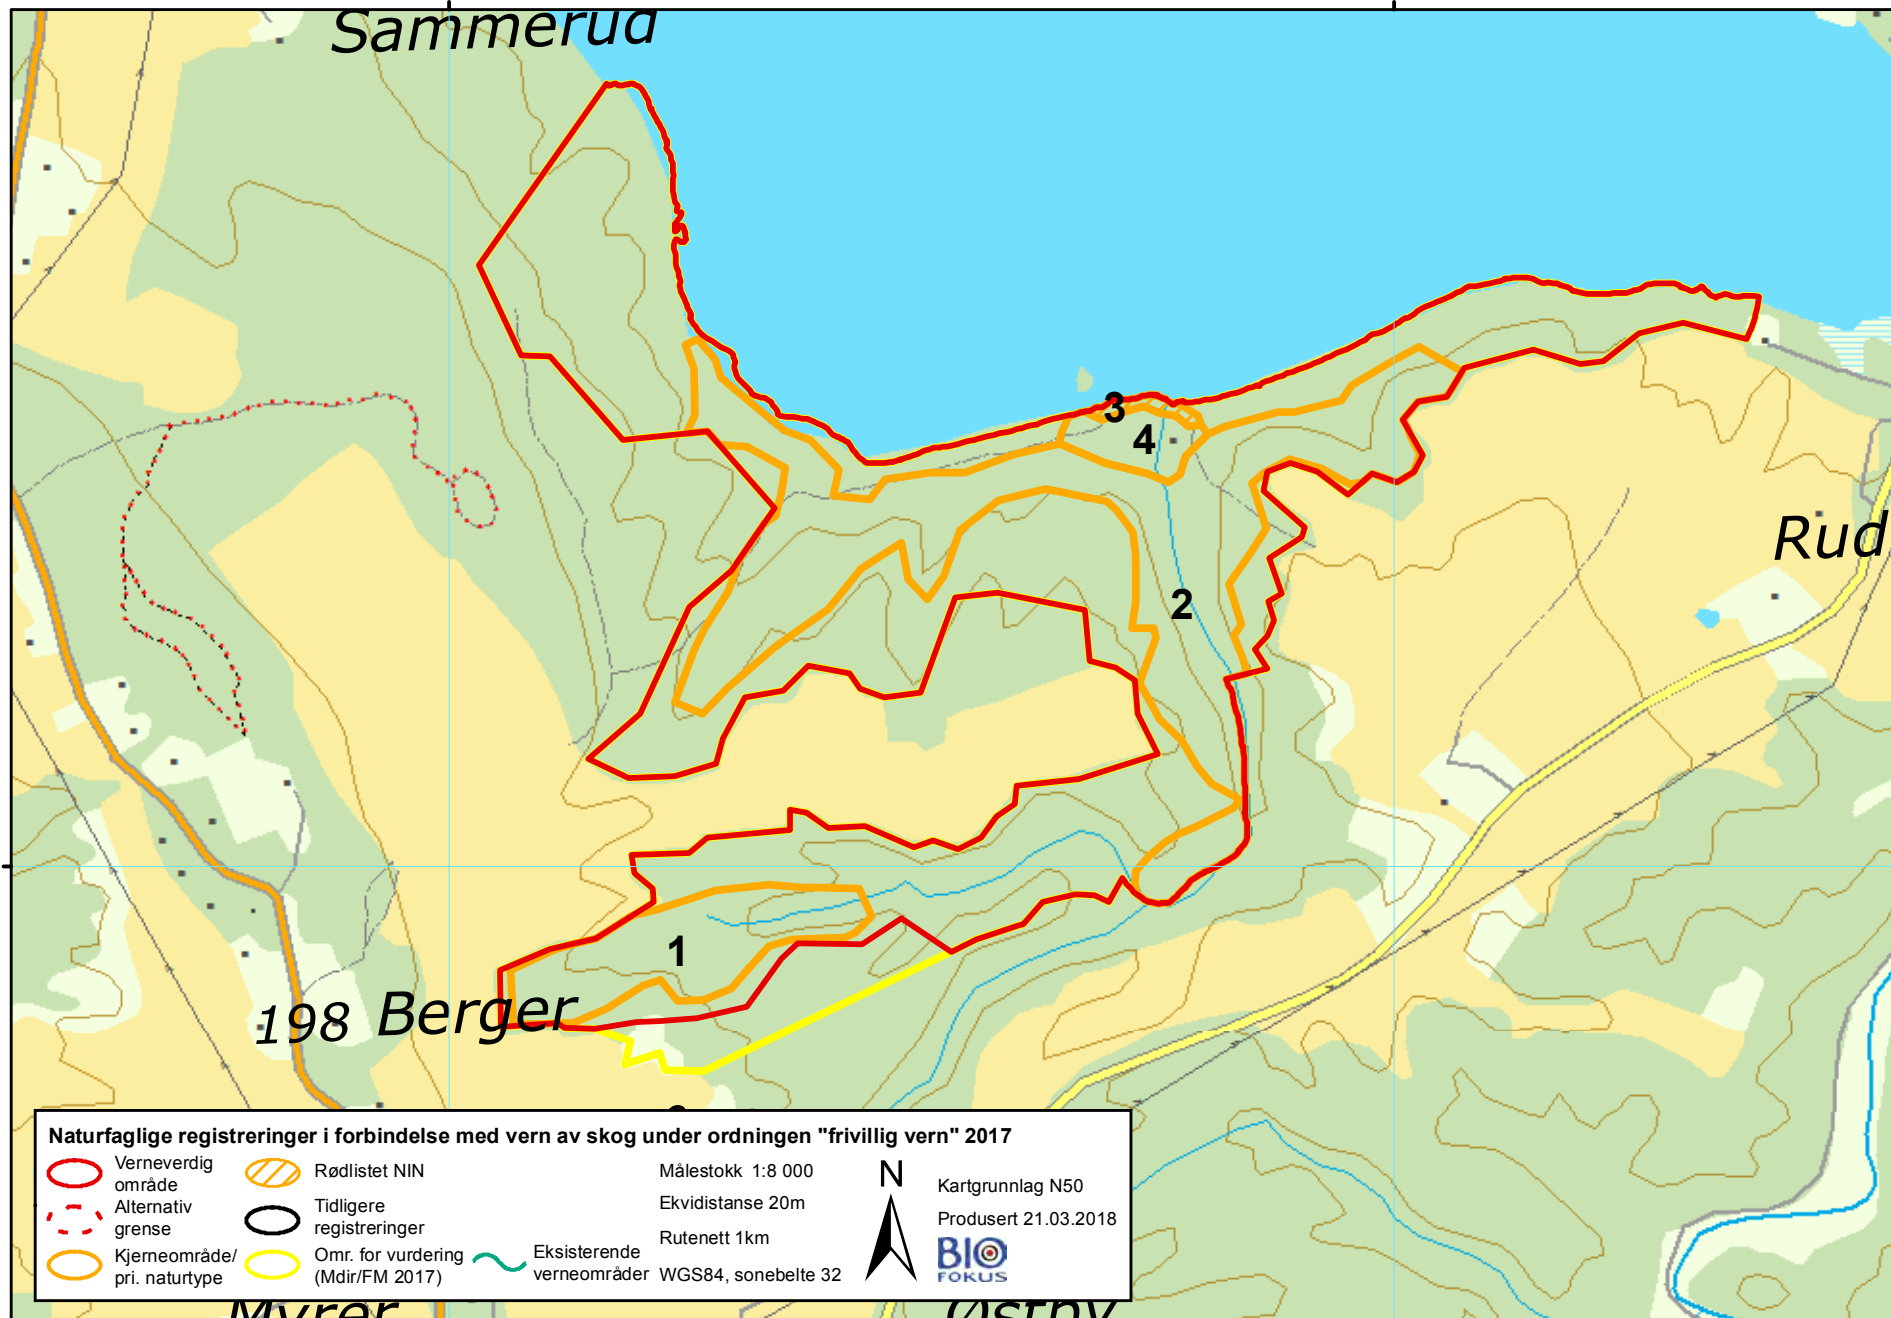 Sammerud
3
4
Rud
2
1
198 Berger
Naturfaglige registreringer i forbindelse med vern av skog under ordningen "frivillig vern" 2017
Verneverdig
område
Alternativ
grense
Kjerneområde/
pri. naturtype
Rødlistet NIN
Tidligere
registreringer
Omr. for vurdering
(Mdir/FM 2017)
Eksisterende
verneområder
Målestokk 1:8 000
Ekvidistanse 20m
Rutenett 1km
WGS84, sonebelte 32
N
Kartgrunnlag N50
Produsert 21.03.2018
BIO
FOKUS
Myrer
Østby